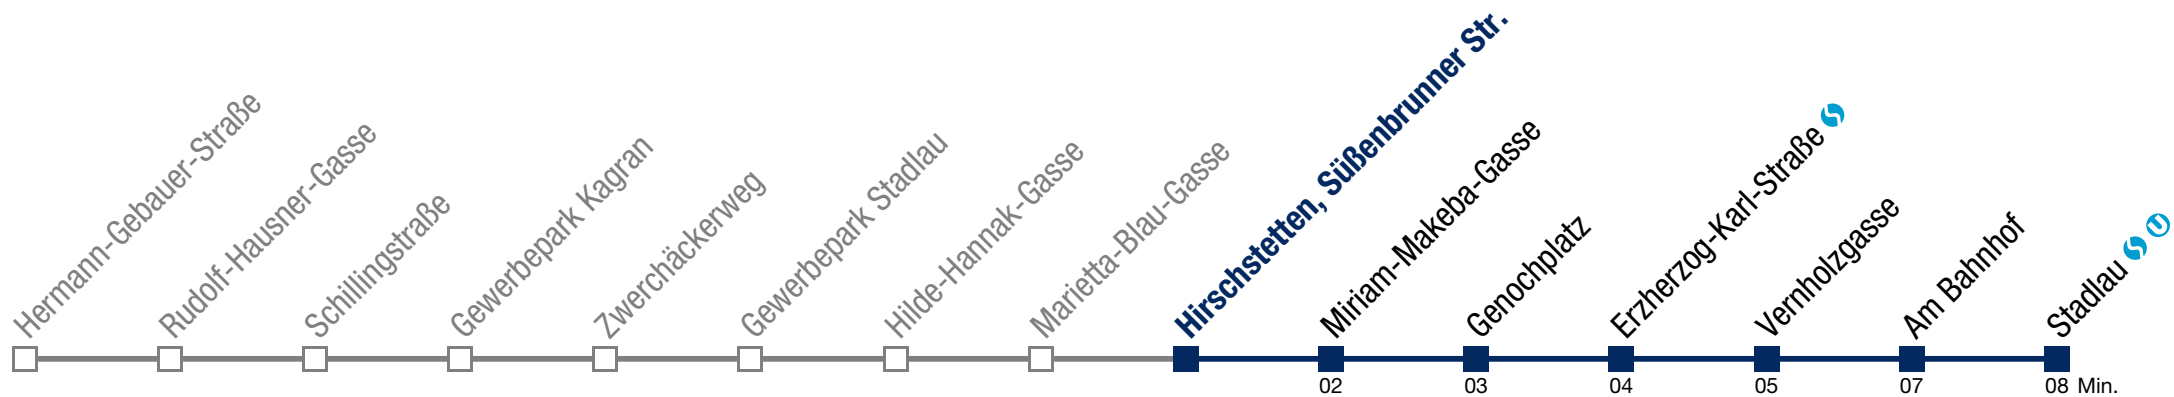 Hermann-Gebauer-Straße
Rudolf-Hausner-Gasse
Schillingstraße
Gewerbepark Kagran
Zwerchäckerweg
Gewerbepark Stadlau
Hilde-Hannak-Gasse
Marietta-Blau-Gasse
Hirschstetten, Süßenbrunner Str.
Miriam-Makeba-Gasse
Genochplatz
Erzherzog-Karl-Straße S
Vernholzgasse
Am Bahnhof
Stadlau S U
02 03 04 05 07 08 Min.